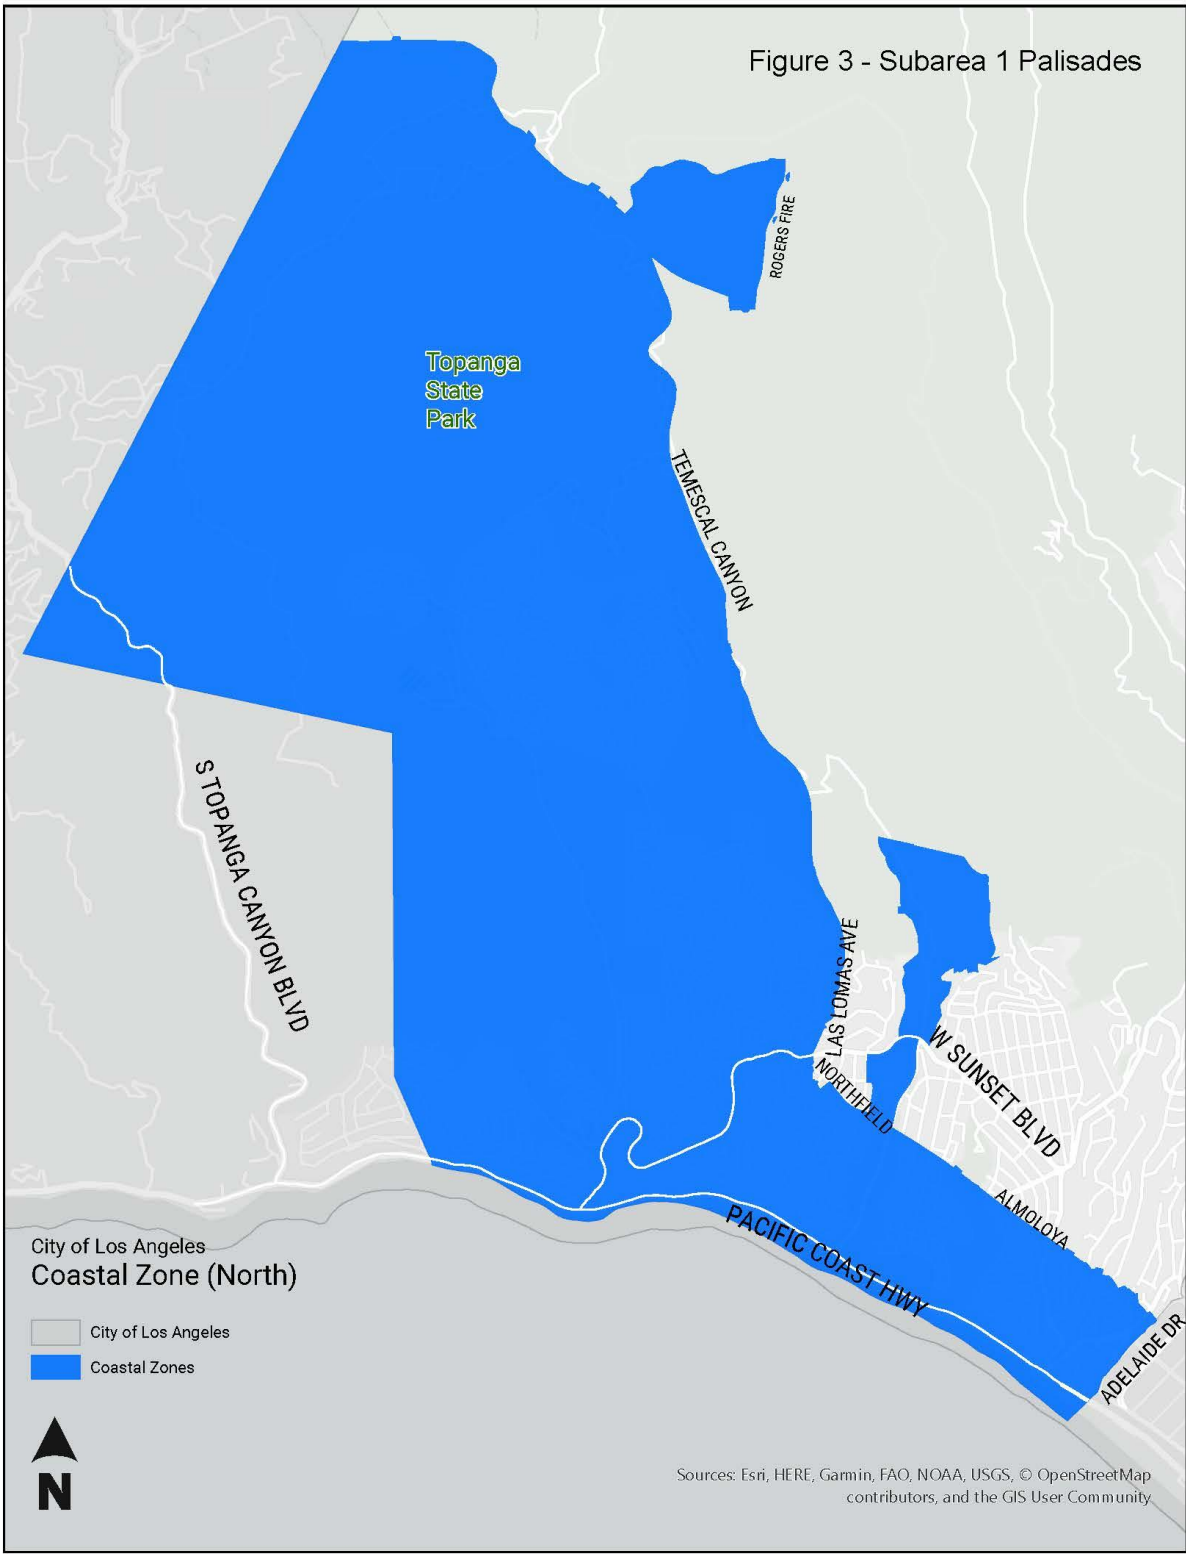 Figure 3 - Subarea 1 Palisades
ROGERS FIRE
Topanga
State
Park
TEMESCAL CANYON
S TOPANGA CANYON BLVD
LAS LOMAS AVE
W SUNSET BLVD
NORTHFIELD
ALMOLOYA
PACIFIC COAST HWY
ADELAIDE DR
City of Los Angeles
Coastal Zone (North)
City of Los Angeles
Coastal Zones
N
Sources: Esri, HERE, Garmin, FAO, NOAA, USGS, © OpenStreetMap
contributors, and the GIS User Community